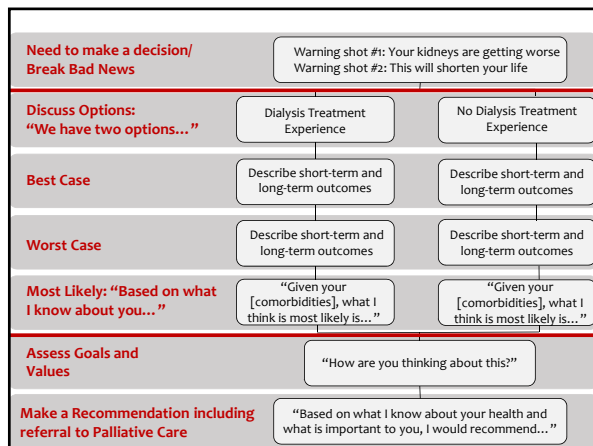 Need to make a decision/
Break Bad News
Warning shot #1: Your kidneys are getting worse
Warning shot #2: This will shorten your life
Discuss Options:
“We have two options…”
Dialysis Treatment
Experience
No Dialysis Treatment
Experience
Best Case
Describe short-term and
long-term outcomes
Describe short-term and
long-term outcomes
Worst Case
Describe short-term and
long-term outcomes
Describe short-term and
long-term outcomes
Most Likely: “Based on what
I know about you…”
“Given your
[comorbidities], what I
think is most likely is…”
“Given your
[comorbidities], what I
think is most likely is…”
Assess Goals and
Values
“How are you thinking about this?”
Make a Recommendation including
referral to Palliative Care
“Based on what I know about your health and
what is important to you, I would recommend…”